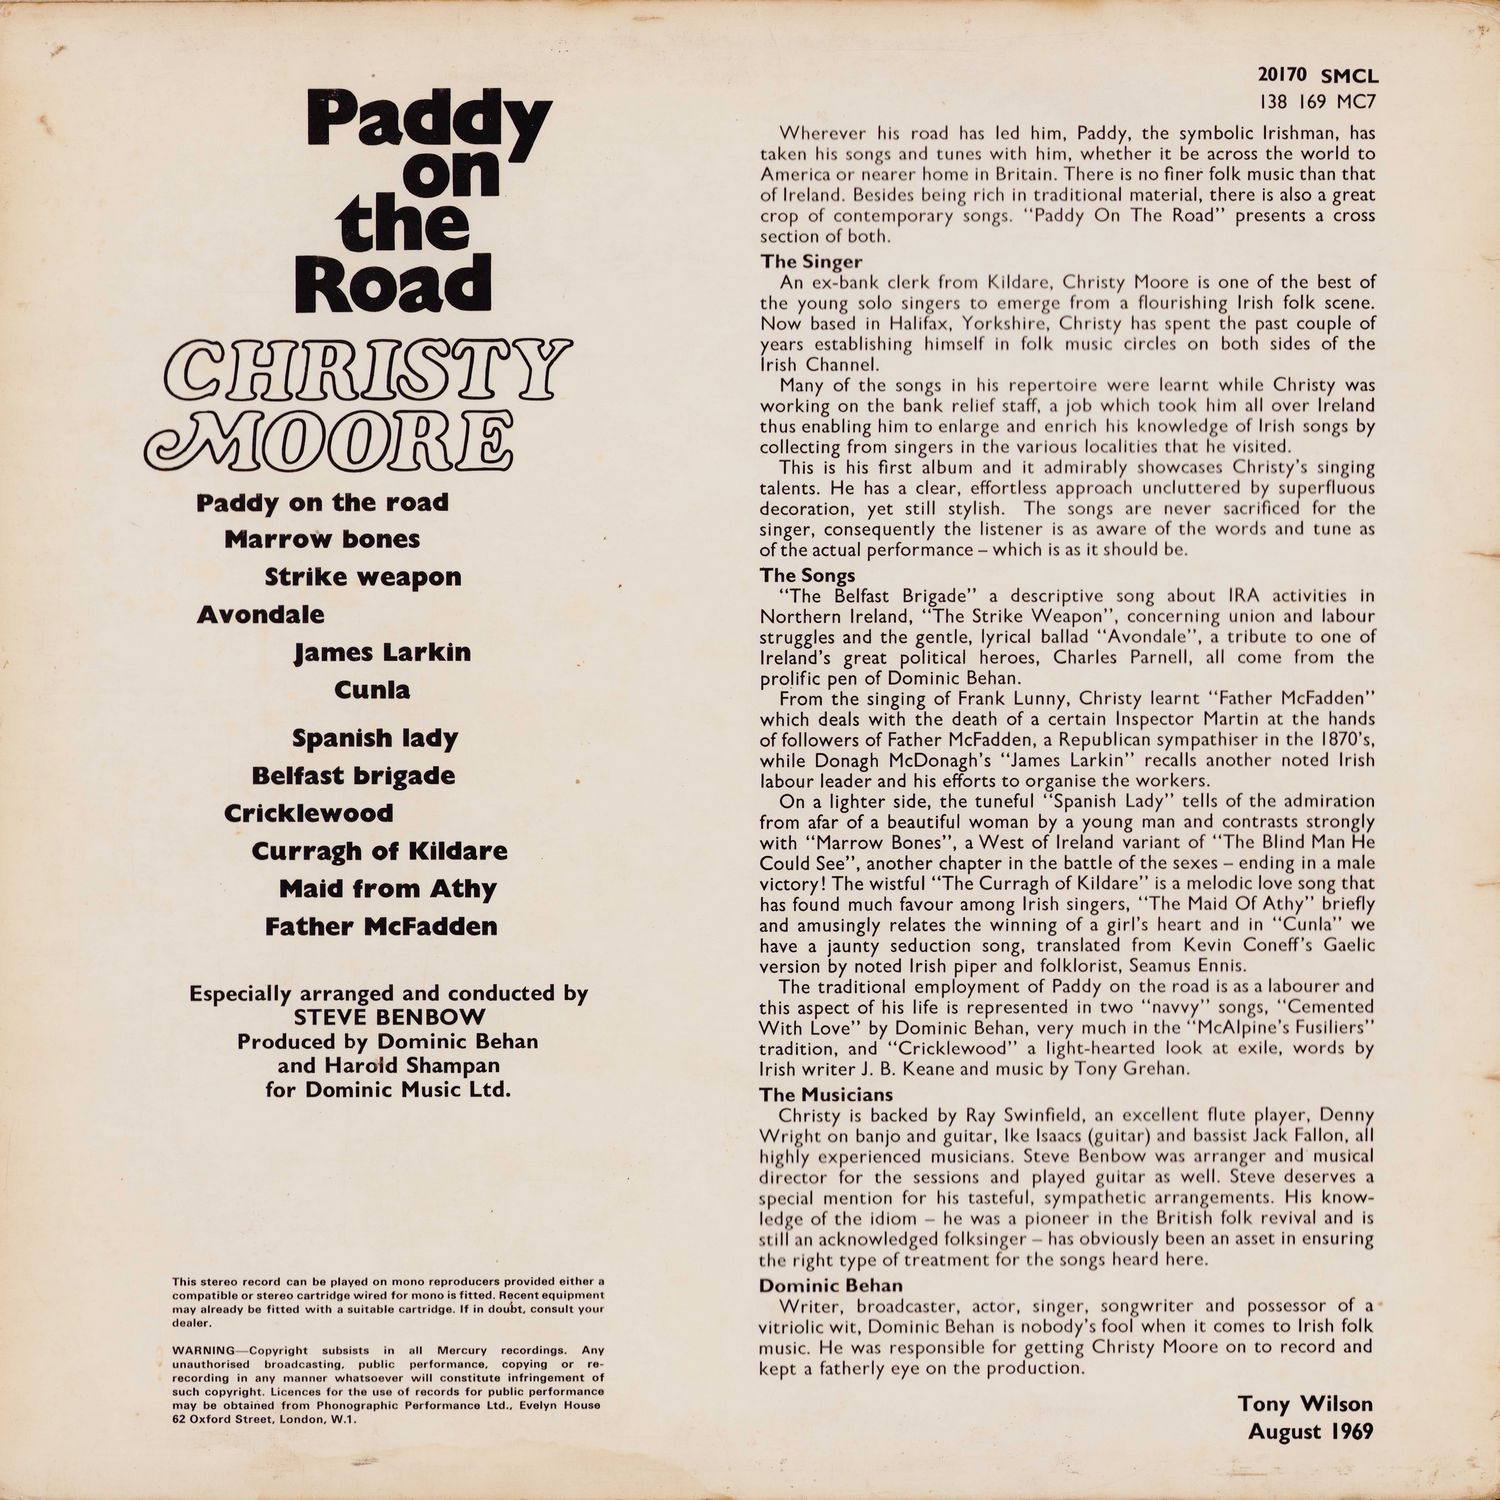 Paddy
on
the
Road
CHRISTY
MOORE
Paddy on the road
Marrow bones
Strike weapon
Avondale
James Larkin
Cunla
Spanish lady
Belfast brigade
Cricklewood
Curragh of Kildare
Maid from Athy
Father McFadden
Especially arranged and conducted by
STEVE BENBOW
Produced by Dominic Behan
and Harold Shampan
for Dominic Music Ltd.
This stereo record can be played on mono reproducers provided either a
compatible or stereo cartridge wired for mono is fitted. Recent equipment
may already be fitted with a suitable cartridge. If in doubt, consult your
dealer.
WARNING—Copyright subsists in all Mercury recordings. Any
unauthorised broadcasting, public performance, copying or re-
recording in any manner whatsoever will constitute infringement of
such copyright. Licences for the use of records for public performance
may be obtained from Phonographic Performance Ltd., Evelyn House
62 Oxford Street, London, W.1.
20170 SMCL
138 169 MC7
Wherever his road has led him, Paddy, the symbolic Irishman, has
taken his songs and tunes with him, whether it be across the world to
America or nearer home in Britain. There is no finer folk music than that
of Ireland. Besides being rich in traditional material, there is also a great
crop of contemporary songs. “Paddy On The Road” presents a cross
section of both.
The Singer
An ex-bank clerk from Kildare, Christy Moore is one of the best of
the young solo singers to emerge from a flourishing Irish folk scene.
Now based in Halifax, Yorkshire, Christy has spent the past couple of
years establishing himself in folk music circles on both sides of the
Irish Channel.
Many of the songs in his repertoire were learnt while Christy was
working on the bank relief staff, a job which took him all over Ireland
thus enabling him to enlarge and enrich his knowledge of Irish songs by
collecting from singers in the various localities that he visited.
This is his first album and it admirably showcases Christy’s singing
talents. He has a clear, effortless approach uncluttered by superfluous
decoration, yet still stylish. The songs are never sacrificed for the
singer, consequently the listener is as aware of the words and tune as
of the actual performance – which is as it should be.
The Songs
“The Belfast Brigade” a descriptive song about IRA activities in
Northern Ireland, “The Strike Weapon”, concerning union and labour
struggles and the gentle, lyrical ballad “Avondale”, a tribute to one of
Ireland’s great political heroes, Charles Parnell, all come from the
prolific pen of Dominic Behan.
From the singing of Frank Lunny, Christy learnt “Father McFadden”
which deals with the death of a certain Inspector Martin at the hands
of followers of Father McFadden, a Republican sympathiser in the 1870’s,
while Donagh McDonagh’s “James Larkin” recalls another noted Irish
labour leader and his efforts to organise the workers.
On a lighter side, the tuneful “Spanish Lady” tells of the admiration
from afar of a beautiful woman by a young man and contrasts strongly
with “Marrow Bones”, a West of Ireland variant of “The Blind Man He
Could See”, another chapter in the battle of the sexes – ending in a male
victory! The wistful “The Curragh of Kildare” is a melodic love song that
has found much favour among Irish singers, “The Maid Of Athy” briefly
and amusingly relates the winning of a girl’s heart and in “Cunla” we
have a jaunty seduction song, translated from Kevin Coneff’s Gaelic
version by noted Irish piper and folklorist, Seamus Ennis.
The traditional employment of Paddy on the road is as a labourer and
this aspect of his life is represented in two “navvy” songs, “Cemented
With Love” by Dominic Behan, very much in the “McAlpine’s Fusiliers”
tradition, and “Cricklewood” a light-hearted look at exile, words by
Irish writer J. B. Keane and music by Tony Grehan.
The Musicians
Christy is backed by Ray Swinfield, an excellent flute player, Denny
Wright on banjo and guitar, Ike Isaacs (guitar) and bassist Jack Fallon, all
highly experienced musicians. Steve Benbow was arranger and musical
director for the sessions and played guitar as well. Steve deserves a
special mention for his tasteful, sympathetic arrangements. His know-
ledge of the idiom – he was a pioneer in the British folk revival and is
still an acknowledged folksinger – has obviously been an asset in ensuring
the right type of treatment for the songs heard here.
Dominic Behan
Writer, broadcaster, actor, singer, songwriter and possessor of a
vitriolic wit, Dominic Behan is nobody’s fool when it comes to Irish folk
music. He was responsible for getting Christy Moore on to record and
kept a fatherly eye on the production.
Tony Wilson
August 1969